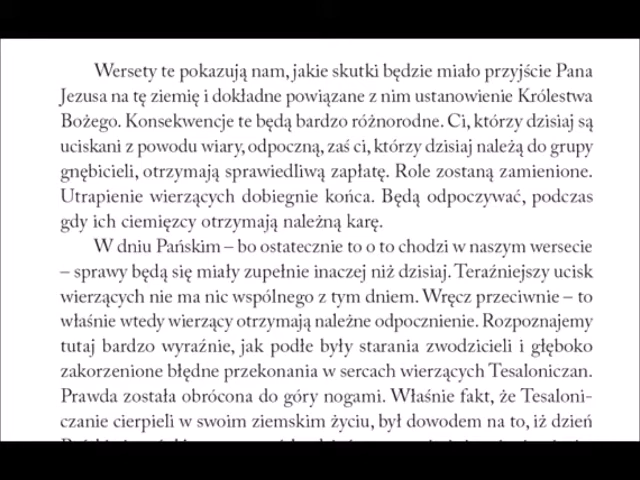 Wersety te pokazują nam, jakie skutki będzie miało przyjście Pana
Jezusa na tę ziemię i dokładne powiązane z nim ustanowienie Królestwa
Bożego. Konsekwencje te będą bardzo różnorodne. Ci, którzy dzisiaj są
uciskani z powodu wiary, odpoczną, zaś ci, którzy dzisiaj należą do grupy
gnębicieli, otrzymają sprawiedliwą zapłatę. Role zostaną zamienione.
Utrapienie wierzących dobiegnie końca. Będą odpoczywać, podczas
gdy ich ciemięzcy otrzymają należną karę.
W dniu Pańskim – bo ostatecznie to o to chodzi w naszym wersecie
– sprawy będą się miały zupełnie inaczej niż dzisiaj. Teraźniejszy ucisk
wierzących nie ma nic wspólnego z tym dniem. Wręcz przeciwnie – to
właśnie wtedy wierzący otrzymają należne odpocznienie. Rozpoznajemy
tutaj bardzo wyraźnie, jak podłe były starania zwodzicieli i głęboko
zakorzenione błędne przekonania w sercach wierzących Tesaloniczan.
Prawda została obrócona do góry nogami. Właśnie fakt, że Tesaloni-
czanie cierpieli w swoim ziemskim życiu, był dowodem na to, iż dzień